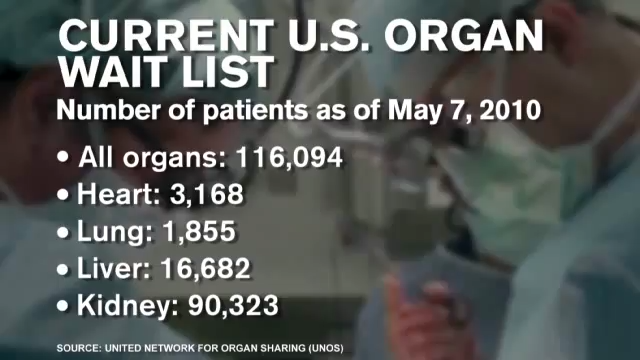 CURRENT U.S. ORGAN
WAIT LIST
Number of patients as of May 7, 2010
• All organs: 116,094
• Heart: 3,168
• Lung: 1,855
• Liver: 16,682
• Kidney: 90,323
SOURCE: UNITED NETWORK FOR ORGAN SHARING (UNOS)